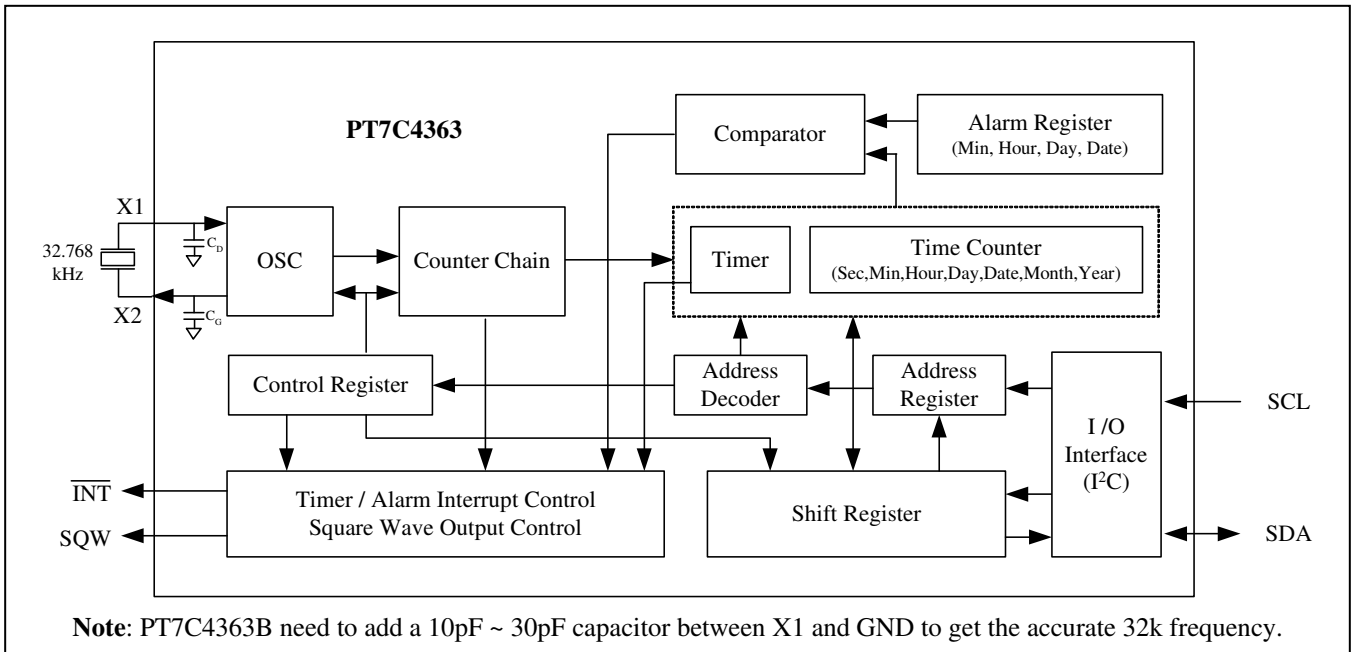 PT7C4363
Comparator
Alarm Register
(Min, Hour, Day, Date)
X1
C_D
32.768
kHz
OSC
Counter Chain
Timer
Time Counter
(Sec,Min,Hour,Day,Date,Month,Year)
X2
C_G
Control Register
Address
Decoder
Address
Register
I /O
Interface
(I²C)
SCL
INT
SQW
Timer / Alarm Interrupt Control
Square Wave Output Control
Shift Register
SDA
Note: PT7C4363B need to add a 10pF ~ 30pF capacitor between X1 and GND to get the accurate 32k frequency.